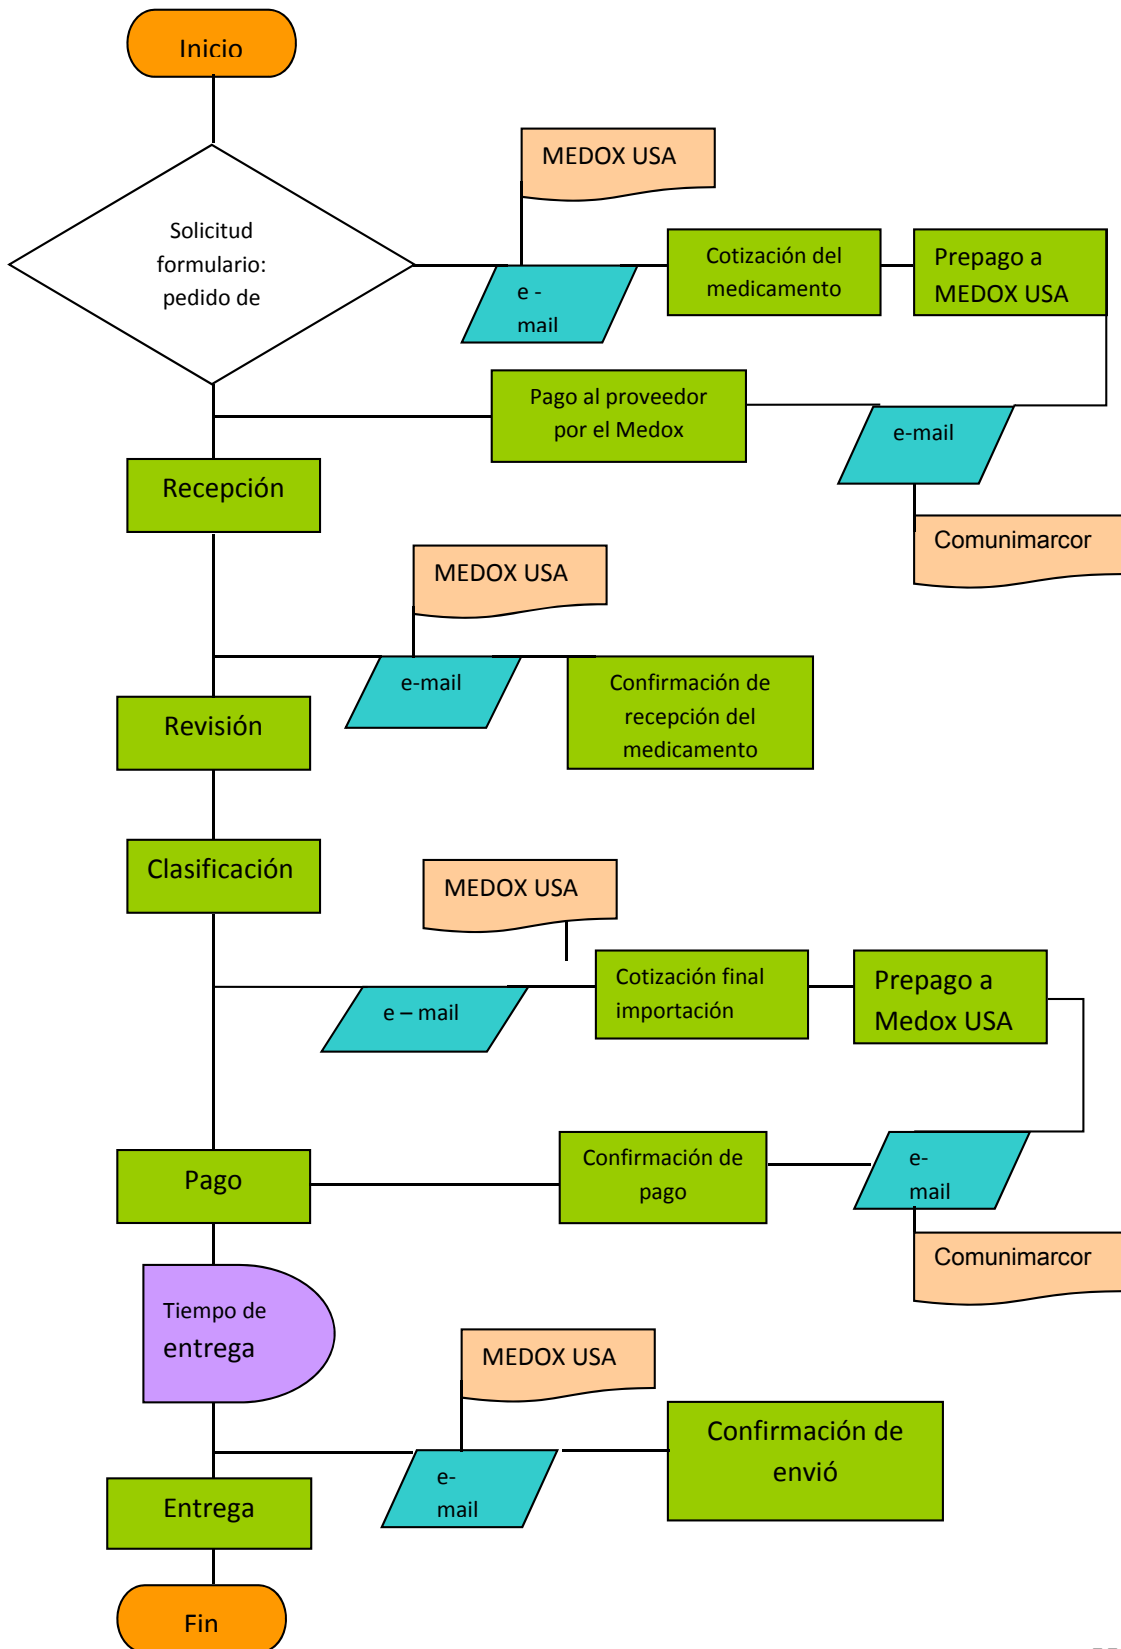 Inicio
MEDOX USA
Solicitud
formulario:
pedido de
e -
mail
Cotización del
medicamento
Prepago a
MEDOX USA
Pago al proveedor
por el Medox
e-mail
Recepción
Comunimarcor
MEDOX USA
e-mail
Confirmación de
recepción del
medicamento
Revisión
Clasificación
MEDOX USA
e – mail
Cotización final
importación
Prepago a
Medox USA
Pago
Confirmación de
pago
e-
mail
Comunimarcor
Tiempo de
entrega
MEDOX USA
e-
mail
Confirmación de
envió
Entrega
Fin